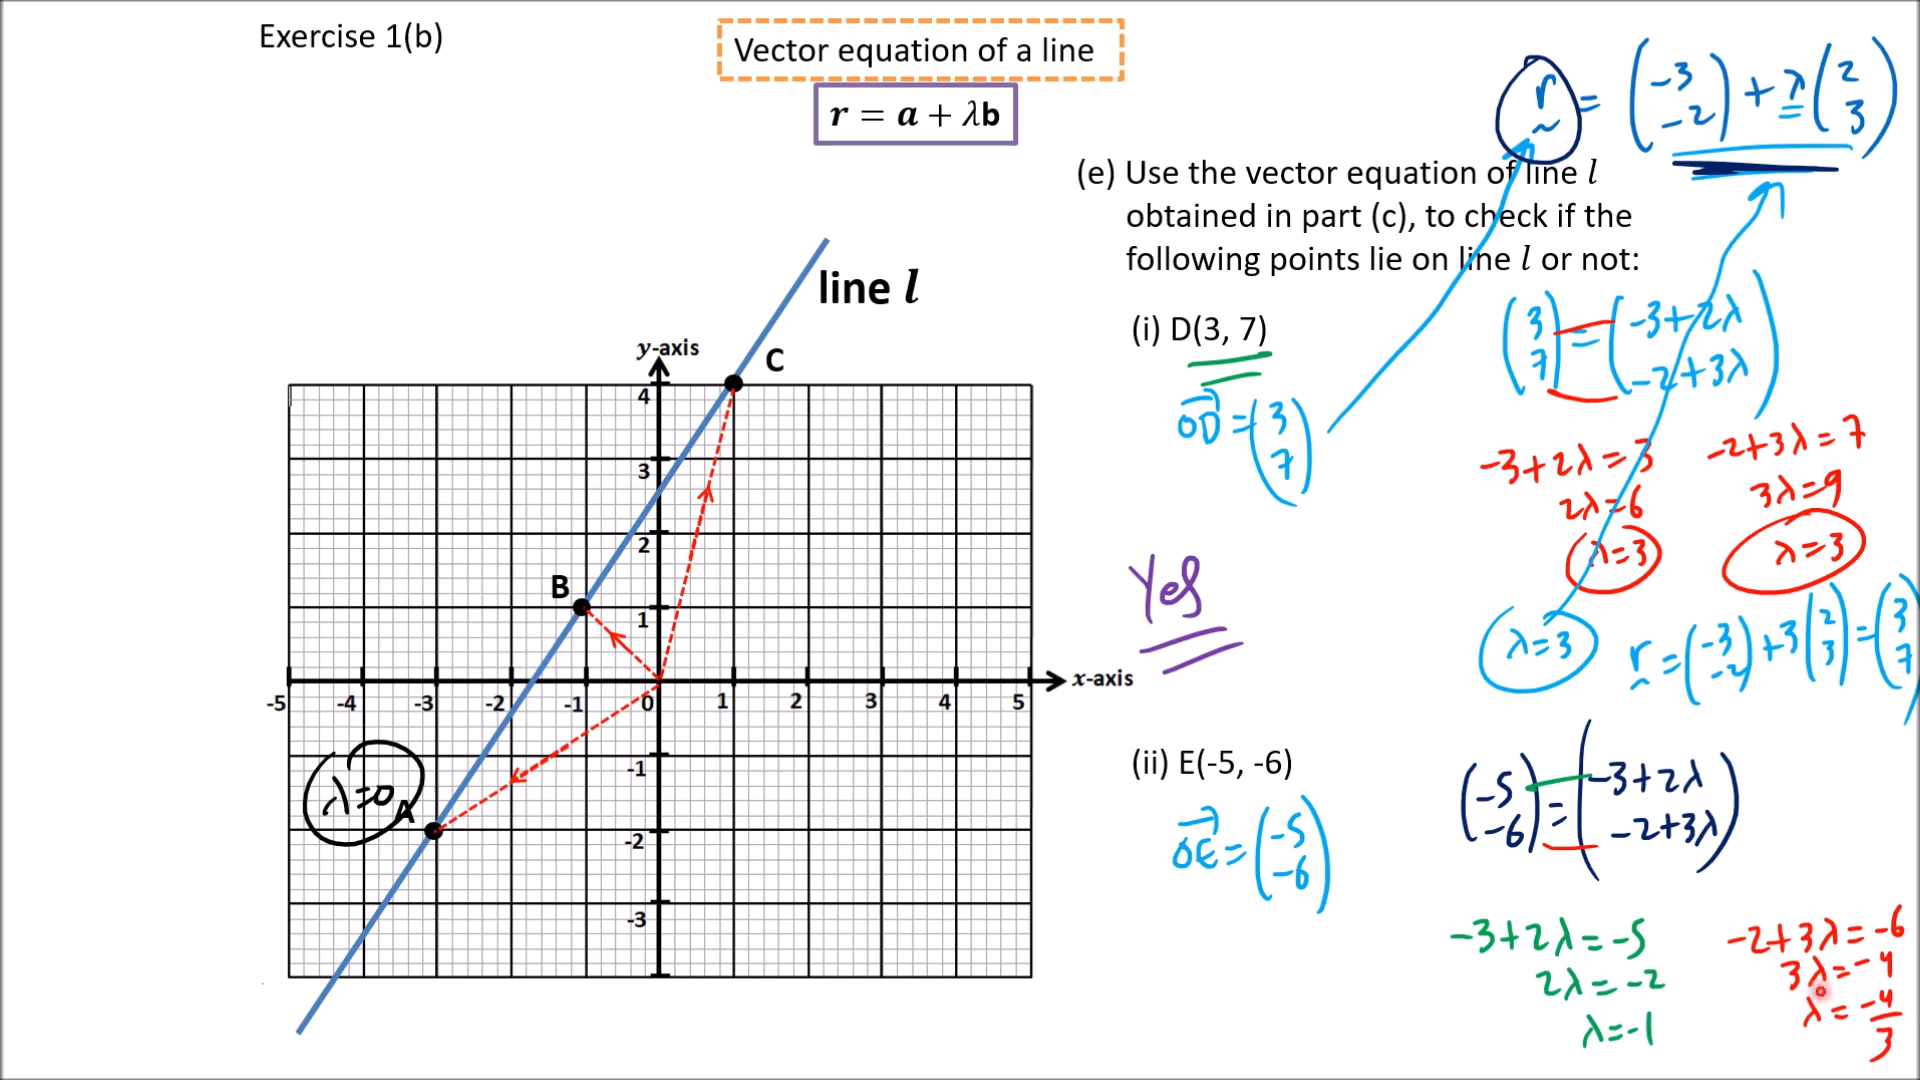 Exercise 1(b)
Vector equation of a line
r = a + λb
r = (-3 -2) + λ(2 3)
(e) Use the vector equation of line l
obtained in part (c), to check if the
following points lie on line l or not:
line l
(i) D(3, 7)
OD = (3 7)
(3 7) = (-3+2λ -2+3λ)
-3+2λ=3
2λ=6
λ=3
-2+3λ=7
3λ=9
λ=3
Yes
λ=3
r = (-3 -2) + 3(2 3) = (3 7)
y-axis
C
4
3
2
B
1
x-axis
-5 -4 -3 -2 -1 0 1 2 3 4 5
-1
λ=0
A
-2
-3
(ii) E(-5, -6)
OE = (-5 -6)
(-5 -6) = (-3+2λ -2+3λ)
-3+2λ=-5
2λ=-2
λ=-1
-2+3λ=-6
3λ=-4
λ=-4/3